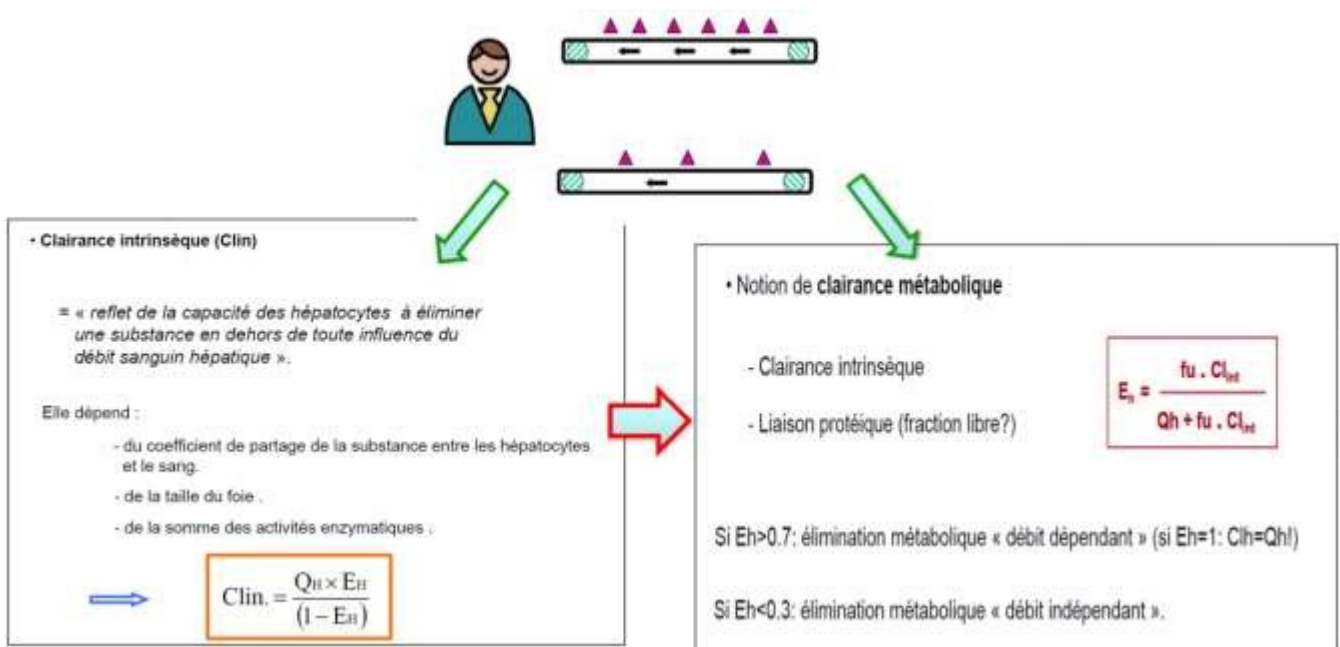 • Clairance intrinsèque (Clin)
= « reflet de la capacité des hépatocytes à éliminer
une substance en dehors de toute influence du
débit sanguin hépatique ».
Elle dépend :
- du coefficient de partage de la substance entre les hépatocytes
et le sang.
- de la taille du foie .
- de la somme des activités enzymatiques .
Clin. = QH × EH / (1 – EH)
• Notion de clairance métabolique
- Clairance intrinsèque
- Liaison protéique (fraction libre?)
Eh = fu . Clint / Qh + fu . Clint
Si Eh>0.7: élimination métabolique « débit dépendant » (si Eh=1: Clh=Qh!)
Si Eh<0.3: élimination métabolique « débit indépendant ».